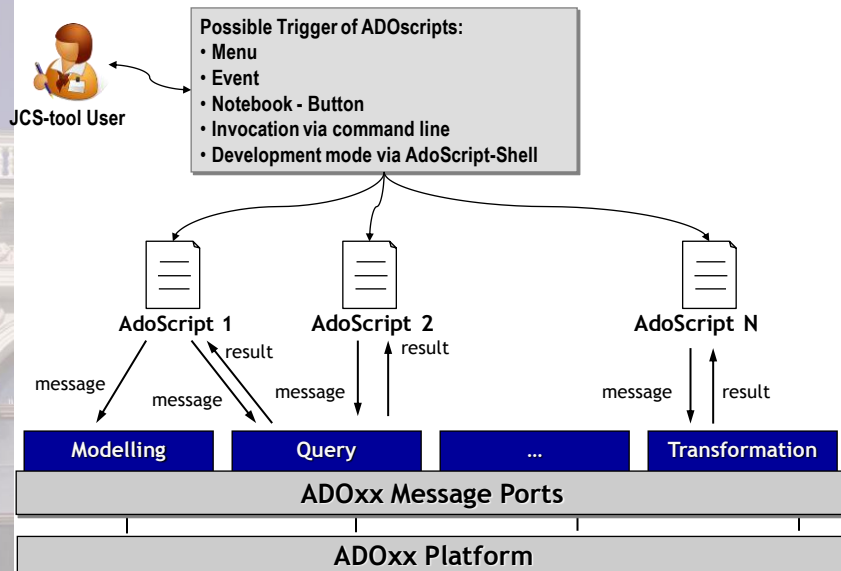 Possible Trigger of ADOscripts:
• Menu
• Event
• Notebook - Button
• Invocation via command line
• Development mode via AdoScript-Shell
JCS-tool User
AdoScript 1
AdoScript 2
AdoScript N
message
message
result
message
result
message
result
Modelling
Query
...
Transformation
ADOxx Message Ports
ADOxx Platform